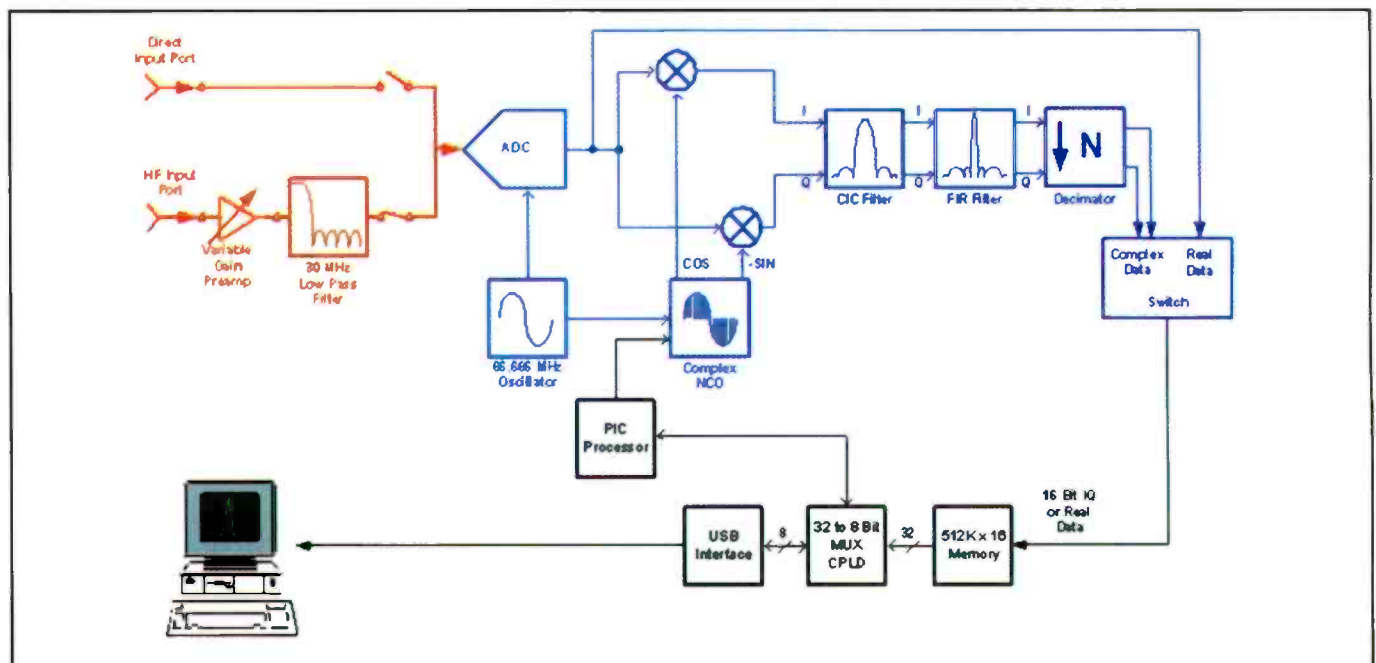 Direct
Input Port
HF Input
Port
Variable
Gain
Preamp
30 MHz
Low Pass
Filter
ADC
66.666 MHz
Oscillator
COS
-SIN
Complex
NCO
I
Q
CIC Filter
I
Q
FIR Filter
I
Q
N
Decimator
Complex
Data
Real
Data
Switch
PIC
Processor
USB
Interface
8
32 to 8 Bit
MUX
CPLD
32
512K x 16
Memory
16 Bit IQ
or Real
Data